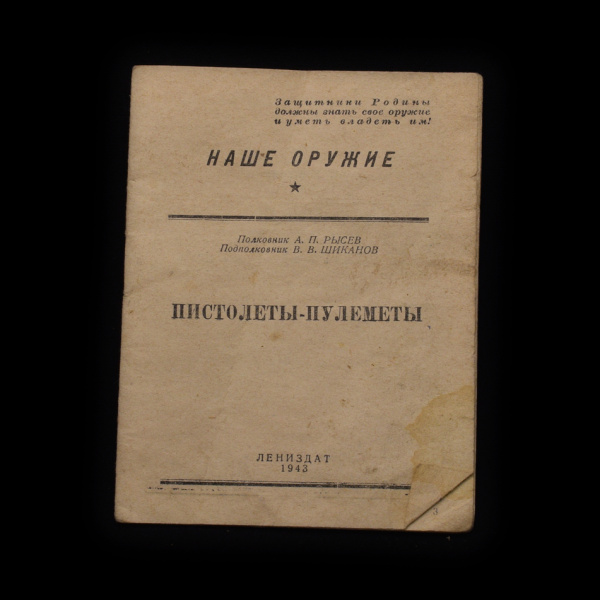 Защитники Родины
должны знать свое оружие
и уметь владеть им!
НАШЕ ОРУЖИЕ
Полковник А. П. РЫСЕВ
Подполковник В. В. ШИКАНОВ
ПИСТОЛЕТЫ-ПУЛЕМЕТЫ
ЛЕНИЗДАТ
1943
3